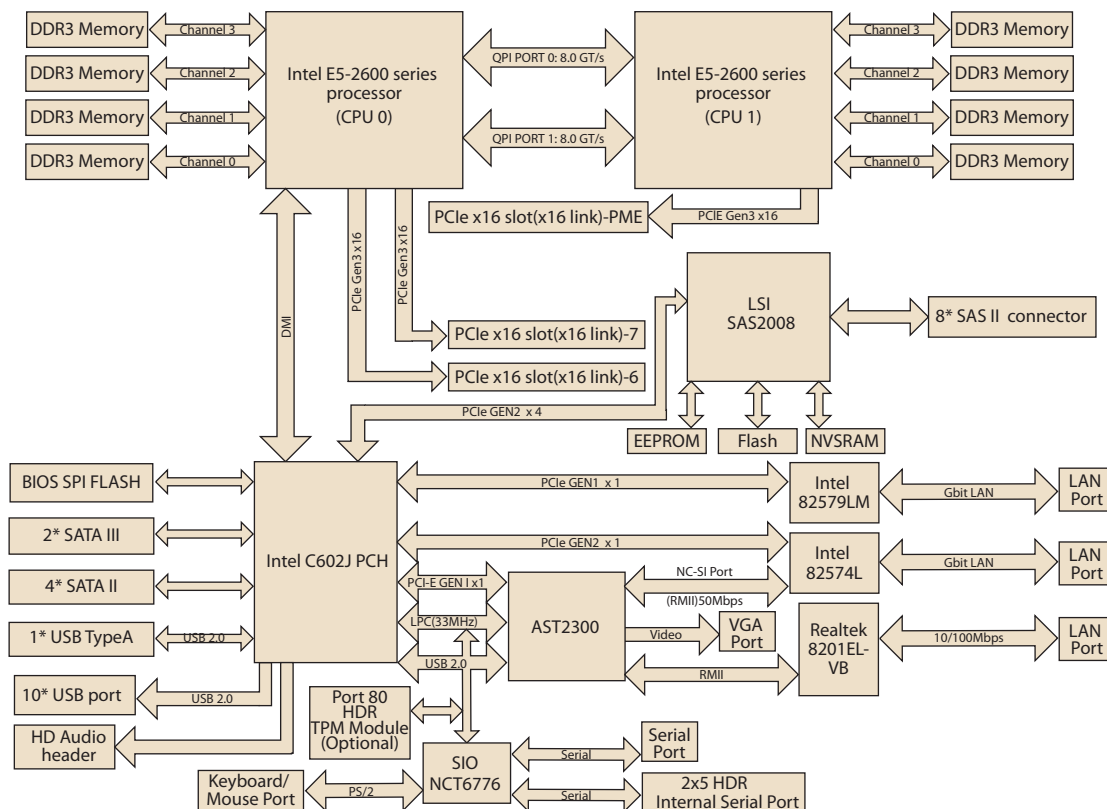 DDR3 Memory
Channel 3
DDR3 Memory
Channel 2
DDR3 Memory
Channel 1
DDR3 Memory
Channel 0
Intel E5-2600 series
processor
(CPU 0)
QPI PORT 0: 8.0 GT/s
QPI PORT 1: 8.0 GT/s
Intel E5-2600 series
processor
(CPU 1)
Channel 3
DDR3 Memory
Channel 2
DDR3 Memory
Channel 1
DDR3 Memory
Channel 0
DDR3 Memory
PCIe x16 slot(x16 link)-PME
PCIE Gen3 x16
DMI
PCIe Gen3 x16
PCIe Gen3 x16
PCIe x16 slot(x16 link)-7
PCIe x16 slot(x16 link)-6
PCIe GEN2 x 4
LSI
SAS2008
8* SAS II connector
EEPROM
Flash
NVSRAM
BIOS SPI FLASH
2* SATA III
4* SATA II
1* USB TypeA
USB 2.0
10* USB port
USB 2.0
HD Audio
header
Intel C602J PCH
PCIe GEN1 x 1
Intel
82579LM
Gbit LAN
LAN
Port
PCIe GEN2 x 1
Intel
82574L
Gbit LAN
LAN
Port
PCI-E GEN I x1
LPC(33MHz)
USB 2.0
AST2300
NC-SI Port
(RMII)50Mbps
Video
VGA
Port
RMII
Realtek
8201EL-
VB
10/100Mbps
LAN
Port
Port 80
HDR
TPM Module
(Optional)
SIO
NCT6776
Serial
Serial
Port
Keyboard/
Mouse Port
PS/2
Serial
2x5 HDR
Internal Serial Port